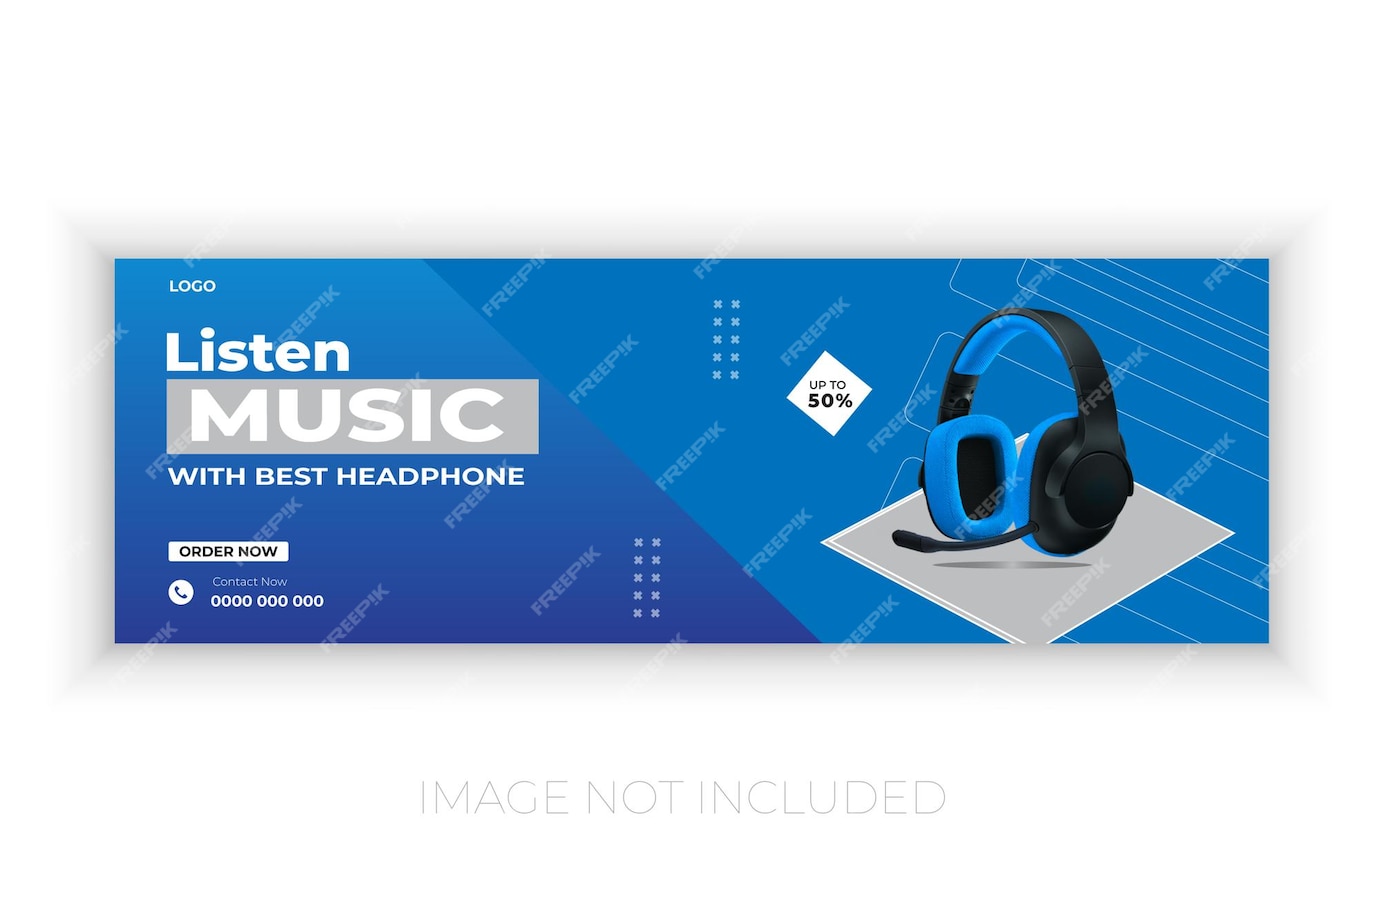 LOGO
Listen
MUSIC
WITH BEST HEADPHONE
ORDER NOW
Contact Now
0000 000 000
UP TO
50%
IMAGE NOT INCLUDED
FREEP!K